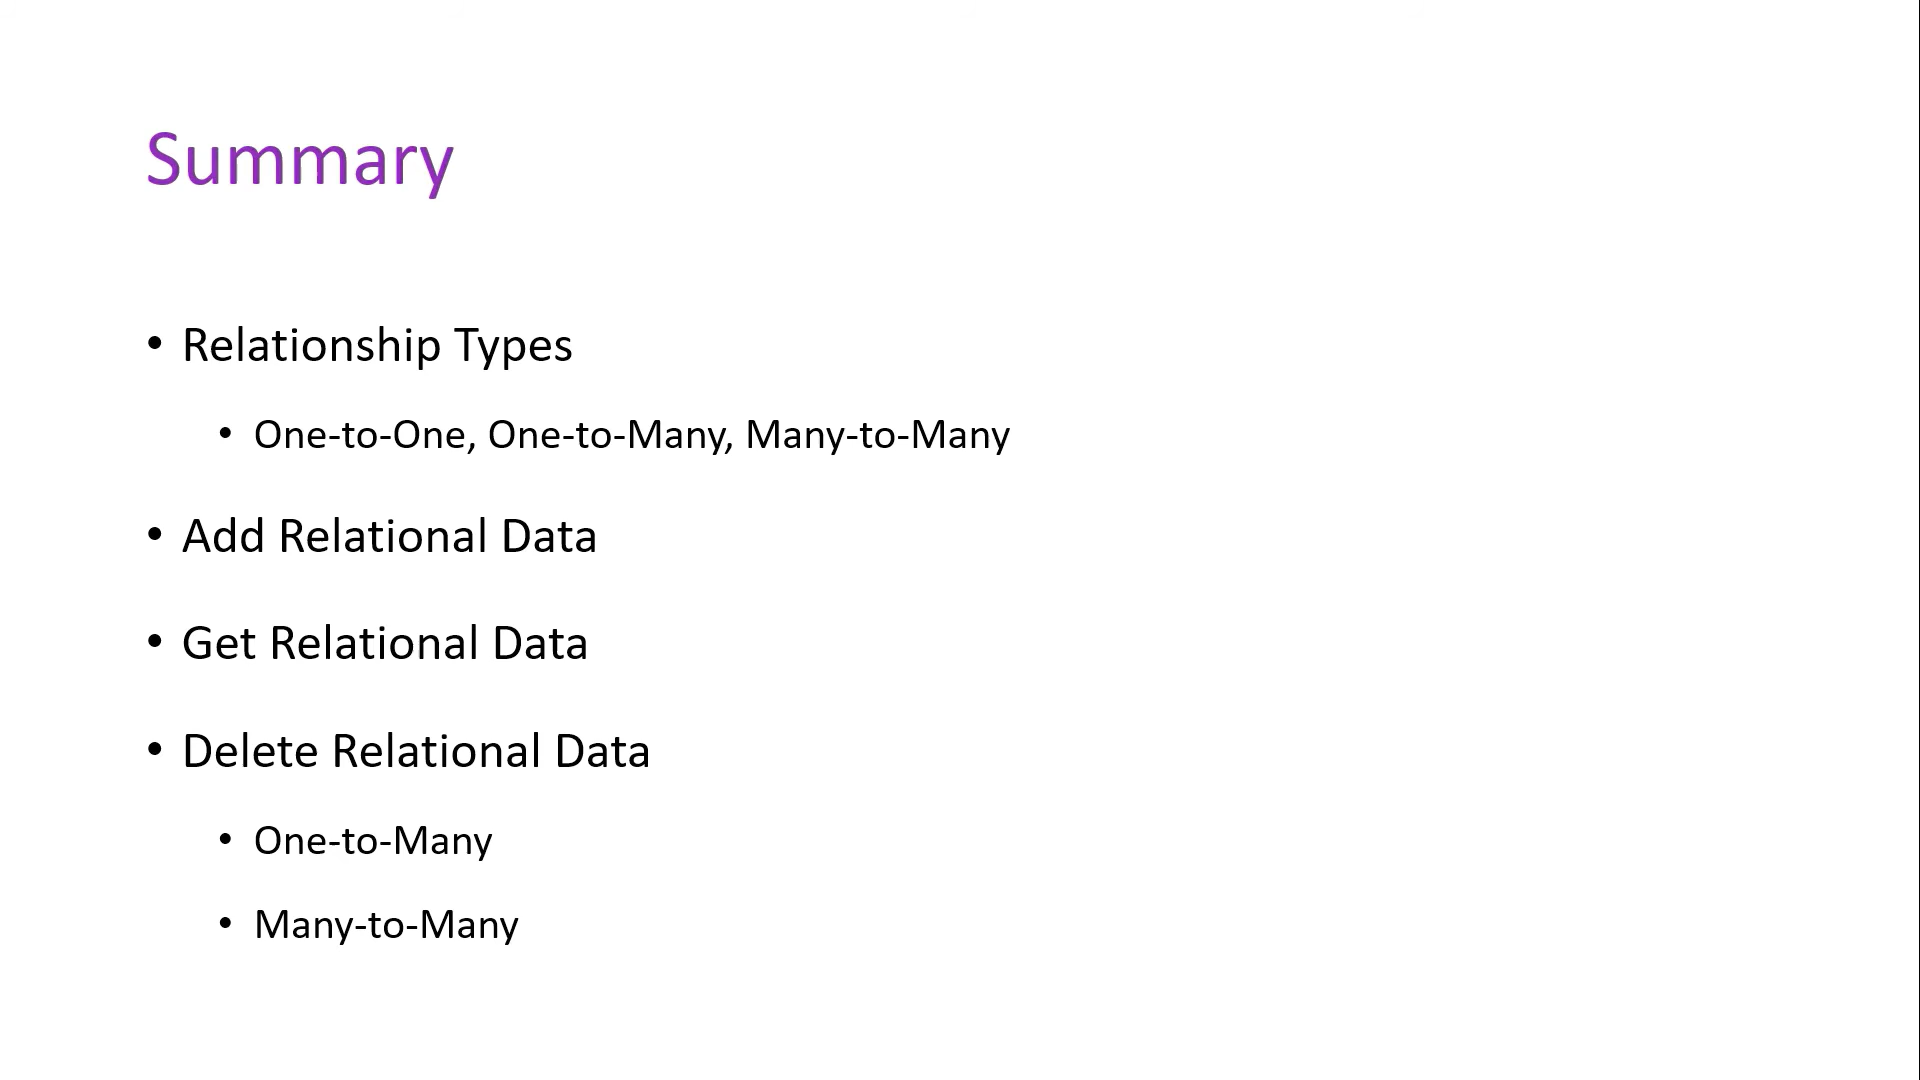 Summary
• Relationship Types
• One-to-One, One-to-Many, Many-to-Many
• Add Relational Data
• Get Relational Data
• Delete Relational Data
• One-to-Many
• Many-to-Many